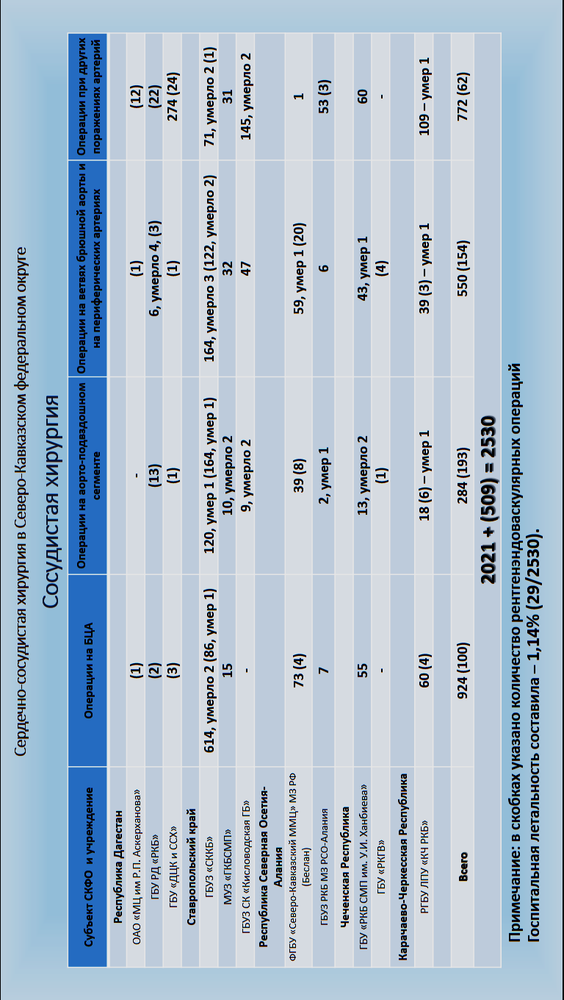 Сердечно-сосудистая хирургия в Северо-Кавказском федеральном округе
Сосудистая хирургия
Субъект СКФО и учреждение
Операции на БЦА
Операции на аорто-подвздошном
сегменте
Операции на ветвях брюшной аорты и
на периферических артериях
Операции при других
поражениях артерий
Республика Дагестан
ОАО «МЦ им Р.П. Аскерханова» (1) - (1) (12)
ГБУ РД «РКБ» (2) (13) 6, умерло 4, (3) (22)
ГБУ «ДЦК и ССХ» (3) (1) (1) 274 (24)
Ставропольский край
ГБУЗ «СККБ» 614, умерло 2 (86, умер 1) 120, умер 1 (164, умер 1) 164, умерло 3 (122, умерло 2) 71, умерло 2 (1)
МУЗ «ГКБСМП» 15 10, умерло 2 32 31
ГБУЗ СК «Кисловодская ГБ» - 9, умерло 2 47 145, умерло 2
Республика Северная Осетия-
Алания
ФГБУ «Северо-Кавказский ММЦ» МЗ РФ
(Беслан)
73 (4) 39 (8) 59, умер 1 (20) 1
ГБУЗ РКБ МЗ РСО-Алания 7 2, умер 1 6 53 (3)
Чеченская Республика
ГБУ «РКБ СМП им. У.И. Ханбиева» 55 13, умерло 2 43, умер 1 60
ГБУ «РКГВ» - (1) (4) -
Карачаево-Черкесская Республика
РГБУ ЛПУ «КЧ РКБ» 60 (4) 18 (6) – умер 1 39 (3) – умер 1 109 – умер 1
Всего 924 (100) 284 (193) 550 (154) 772 (62)
2021 + (509) = 2530
Примечание: в скобках указано количество рентгенэндоваскулярных операций
Госпитальная летальность составила – 1,14% (29/2530).